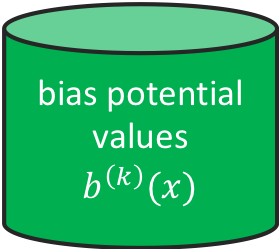 bias potential
values
b^{(k)}(x)